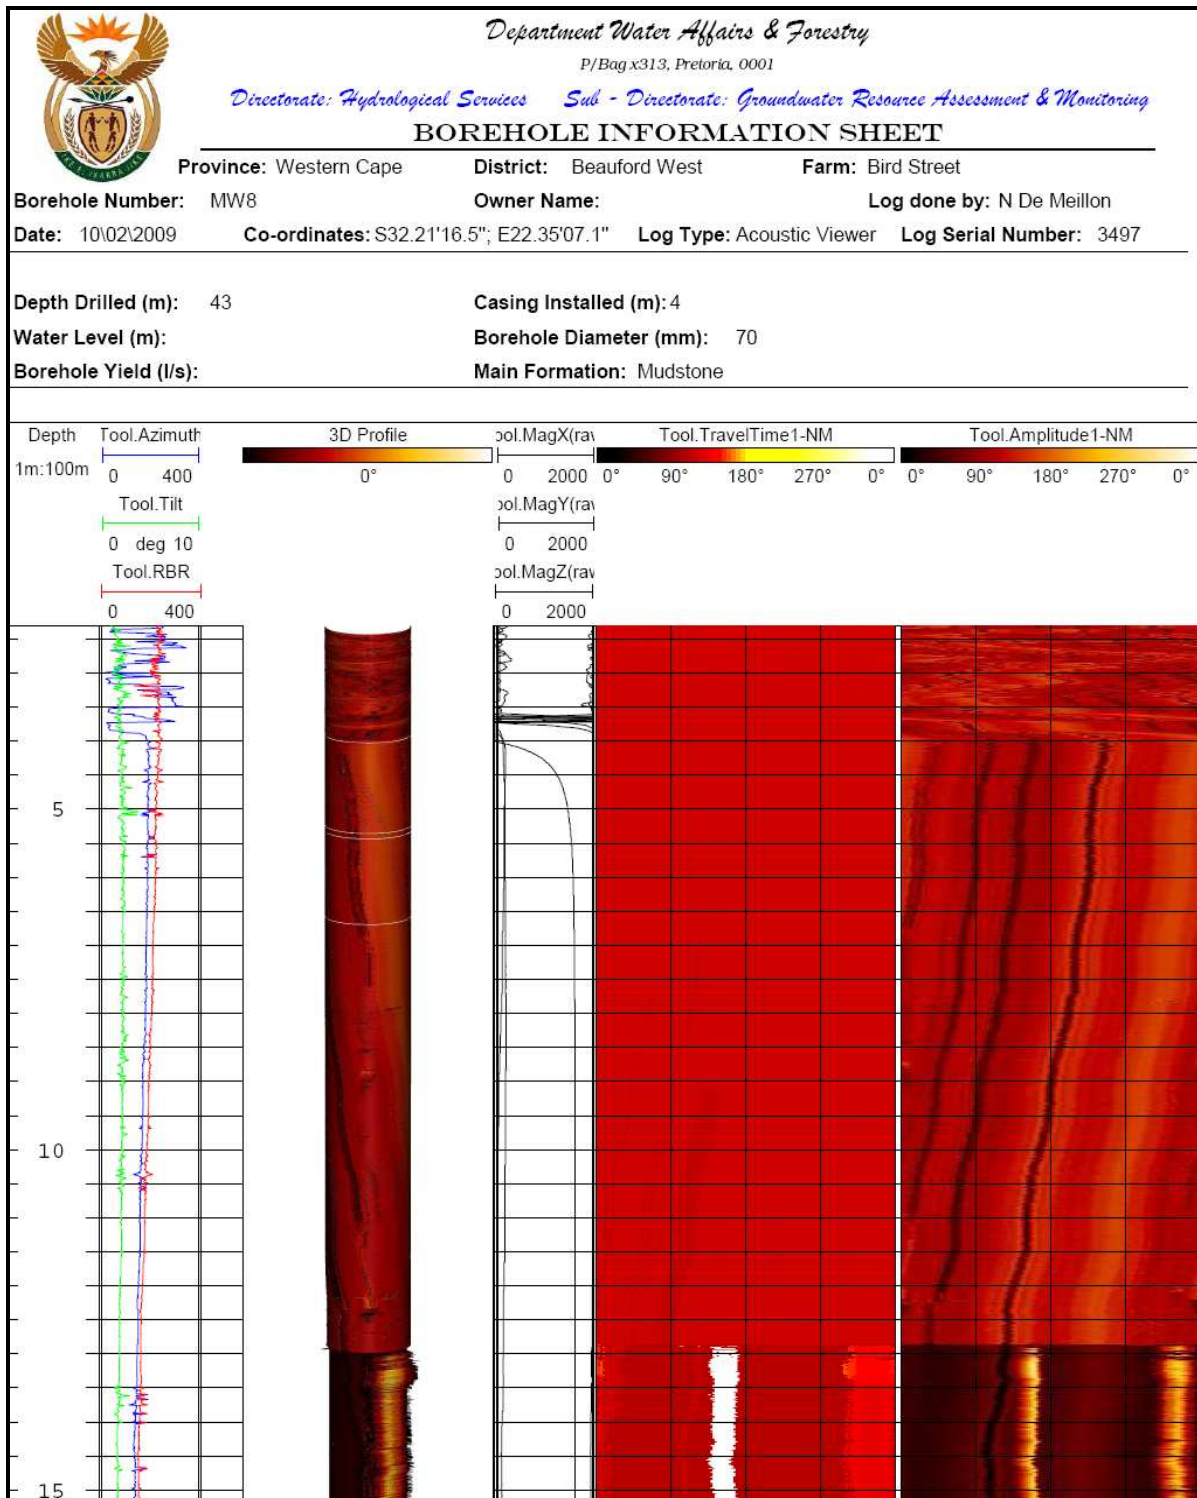 Department Water Affairs & Forestry
P/Bag x313, Pretoria, 0001
Directorate: Hydrological Services Sub - Directorate: Groundwater Resource Assessment & Monitoring
BOREHOLE INFORMATION SHEET
Province: Western Cape District: Beauford West Farm: Bird Street
Borehole Number: MW8 Owner Name: Log done by: N De Meillon
Date: 10\02\2009 Co-ordinates: S32.21'16.5"; E22.35'07.1" Log Type: Acoustic Viewer Log Serial Number: 3497
Depth Drilled (m): 43 Casing Installed (m): 4
Water Level (m): Borehole Diameter (mm): 70
Borehole Yield (l/s): Main Formation: Mudstone
Depth Tool.Azimuth 3D Profile ool.MagX(rav Tool.TravelTime1-NM Tool.Amplitude1-NM
1m:100m 0 400 0° 0 2000 0° 90° 180° 270° 0° 0° 90° 180° 270° 0°
Tool.Tilt ool.MagY(rav
0 deg 10 0 2000
Tool.RBR ool.MagZ(rav
0 400 0 2000
5
10
15